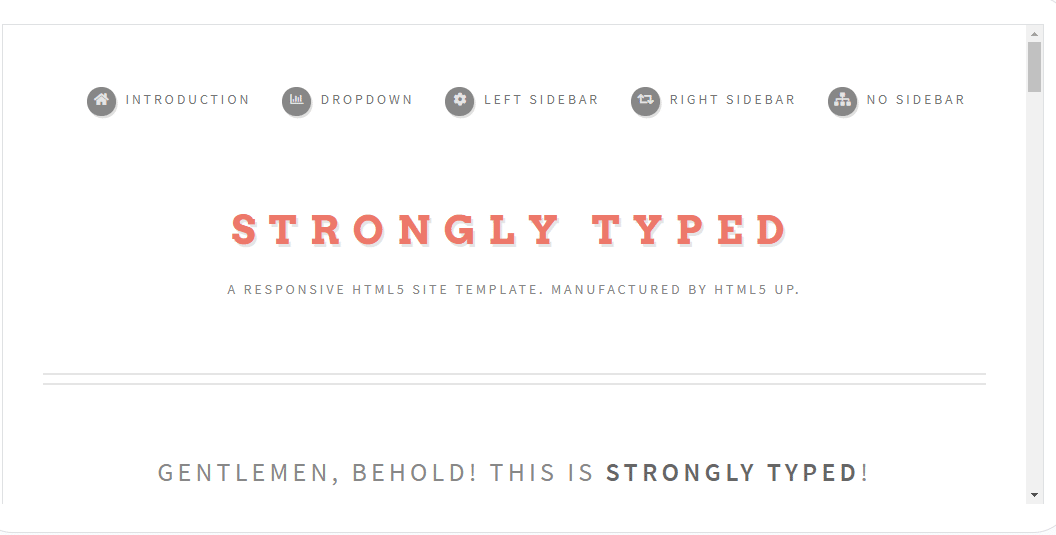 INTRODUCTION DROPDOWN LEFT SIDEBAR RIGHT SIDEBAR NO SIDEBAR
STRONGLY TYPED
A RESPONSIVE HTML5 SITE TEMPLATE. MANUFACTURED BY HTML5 UP.
GENTLEMEN, BEHOLD! THIS IS STRONGLY TYPED!